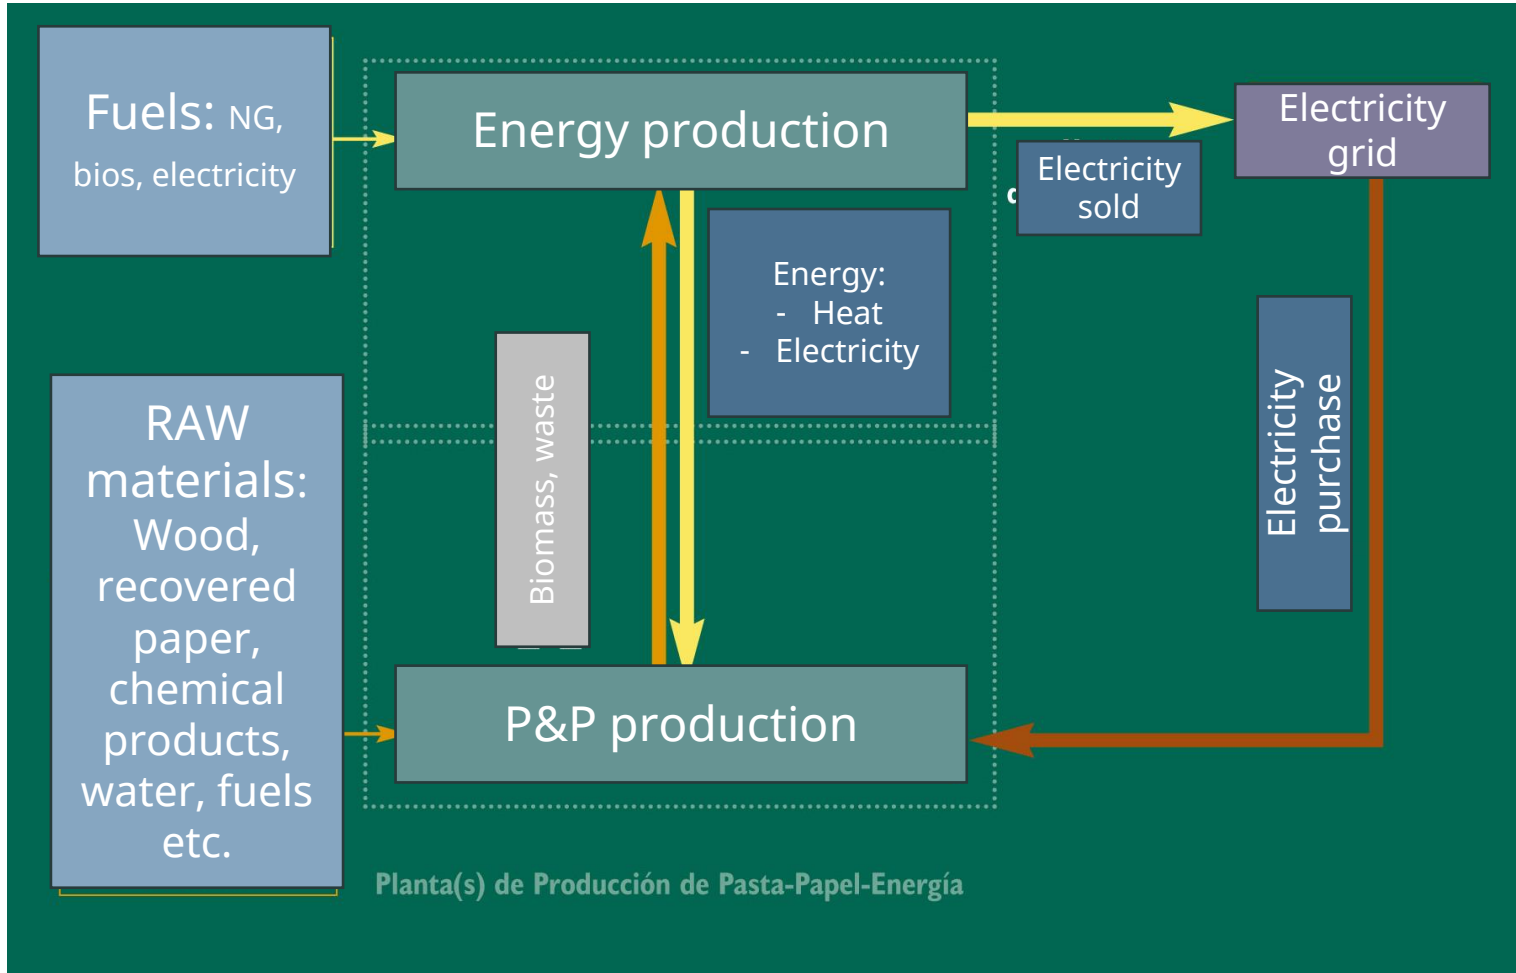 Fuels: NG,
bios, electricity
Energy production
Electricity
grid
Electricity
sold
Energy:
- Heat
- Electricity
Biomass, waste
Electricity
purchase
RAW
materials:
Wood,
recovered
paper,
chemical
products,
water, fuels
etc.
P&P production
Planta(s) de Producción de Pasta-Papel-Energía